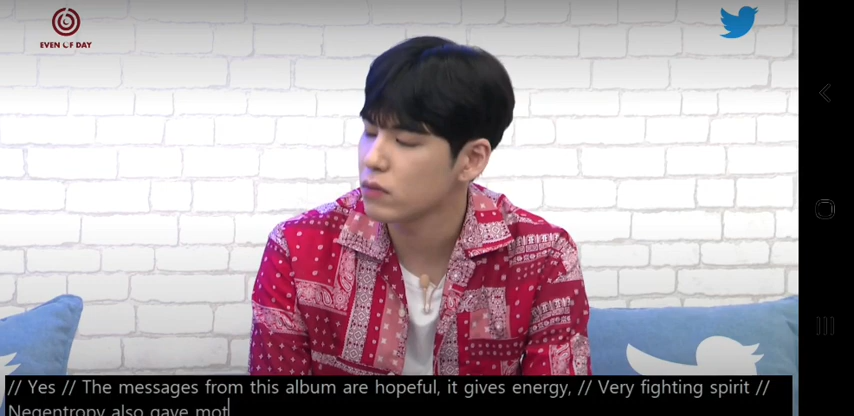 EVEN OF DAY
// Yes // The messages from this album are hopeful, it gives energy, // Very fighting spirit //
Negentropy also gave mot